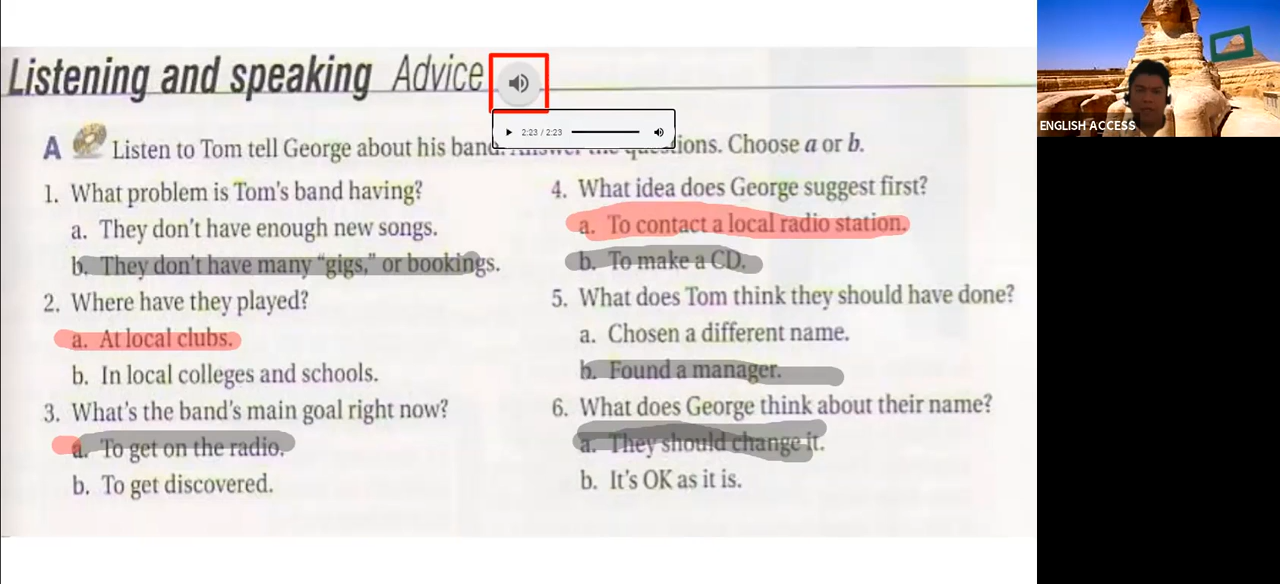 Listening and speaking Advice
2:23 / 2:23
A Listen to Tom tell George about his band. Answer the questions. Choose a or b.
1. What problem is Tom's band having?
a. They don't have enough new songs.
b. They don't have many "gigs," or bookings.
2. Where have they played?
a. At local clubs.
b. In local colleges and schools.
3. What's the band's main goal right now?
a. To get on the radio.
b. To get discovered.
4. What idea does George suggest first?
a. To contact a local radio station.
b. To make a CD.
5. What does Tom think they should have done?
a. Chosen a different name.
b. Found a manager.
6. What does George think about their name?
a. They should change it.
b. It's OK as it is.
ENGLISH ACCESS